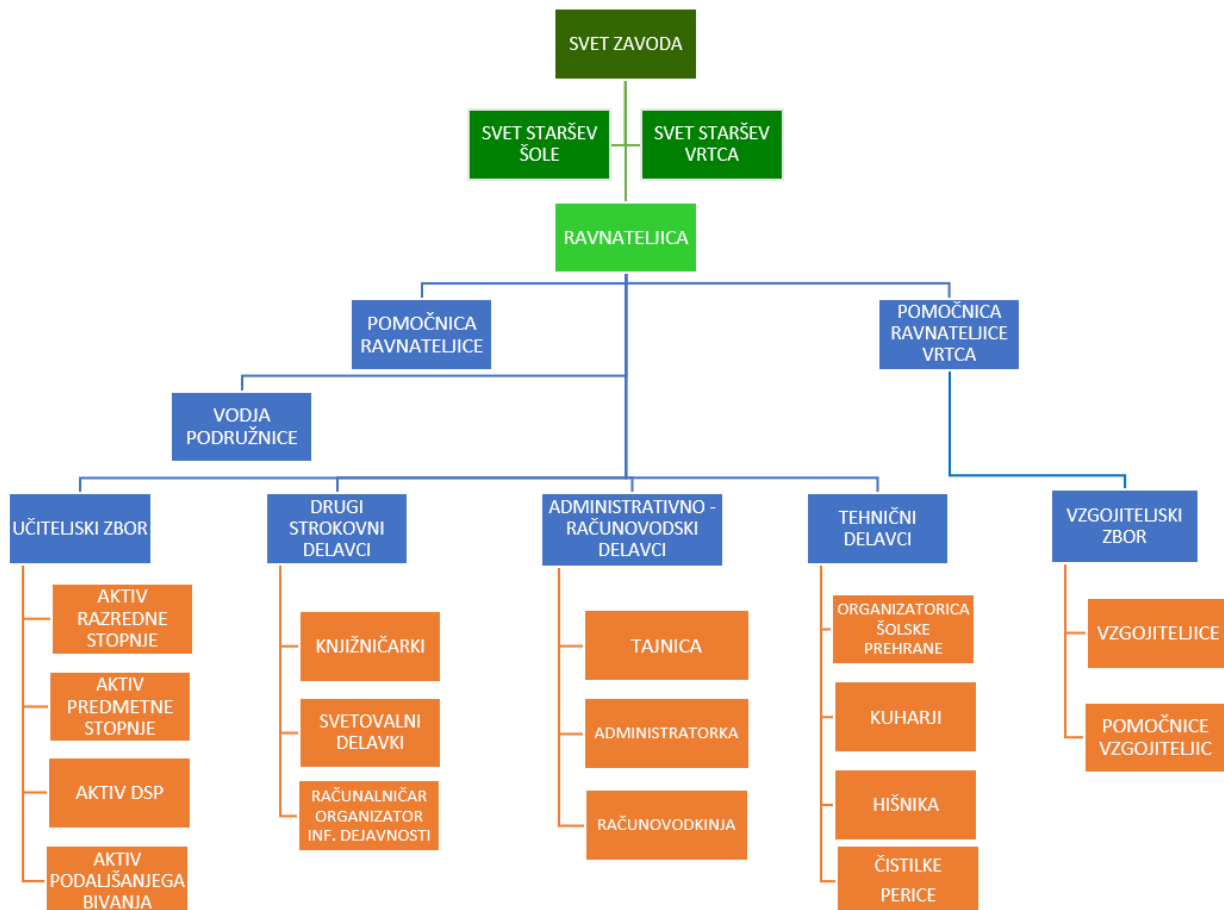 SVET ZAVODA
SVET STARŠEV
ŠOLE
SVET STARŠEV
VRTCA
RAVNATELJICA
POMOČNICA
RAVNATELJICE
POMOČNICA
RAVNATELJICE
VRTCA
VODJA
PODRUŽNICE
UČITELJSKI ZBOR
DRUGI
STROKOVNI
DELAVCI
ADMINISTRATIVNO -
RAČUNOVODSKI
DELAVCI
TEHNIČNI
DELAVCI
VZGOJITELJSKI
ZBOR
AKTIV
RAZREDNE
STOPNJE
AKTIV
PREDMETNE
STOPNJE
AKTIV DSP
AKTIV
PODALJŠANJEGA
BIVANJA
KNJIŽNIČARKI
SVETOVALNI
DELAVKI
RAČUNALNIČAR
ORGANIZATOR
INF. DEJAVNOSTI
TAJNICA
ADMINISTRATORKA
RAČUNOVODKINJA
ORGANIZATORICA
ŠOLSKE
PREHRANE
KUHARJI
HIŠNIKA
ČISTILKE
PERICE
VZGOJITELJICE
POMOČNICE
VZGOJITELJIC